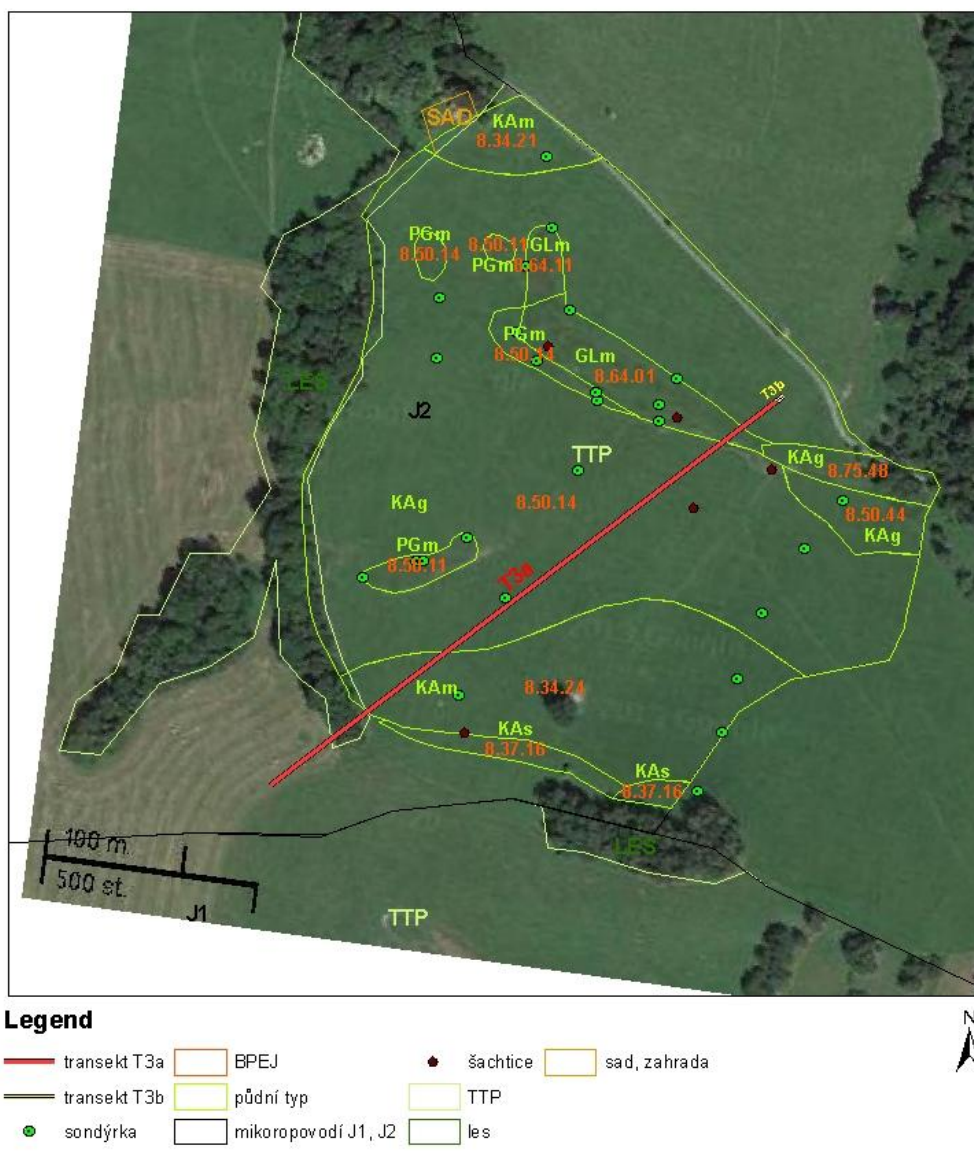 SAD
KAm
8.34.21
PGm
8.50.14
8.50.11
PGm
GLm
8.64.11
PGm
8.50.14
GLm
8.64.01
T3b
LES
J2
TTP
KAg
8.75.48
8.50.14
8.50.44
KAg
KAg
PGm
8.50.11
T3a
KAm
8.34.24
KAs
8.37.16
KAs
8.37.16
LES
100 m.
500 st.
J1
TTP
Legend
N
transekt T3a
BPEJ
šachtice
sad, zahrada
transekt T3b
půdní typ
TTP
sondýrka
mikoropovodí J1, J2
les